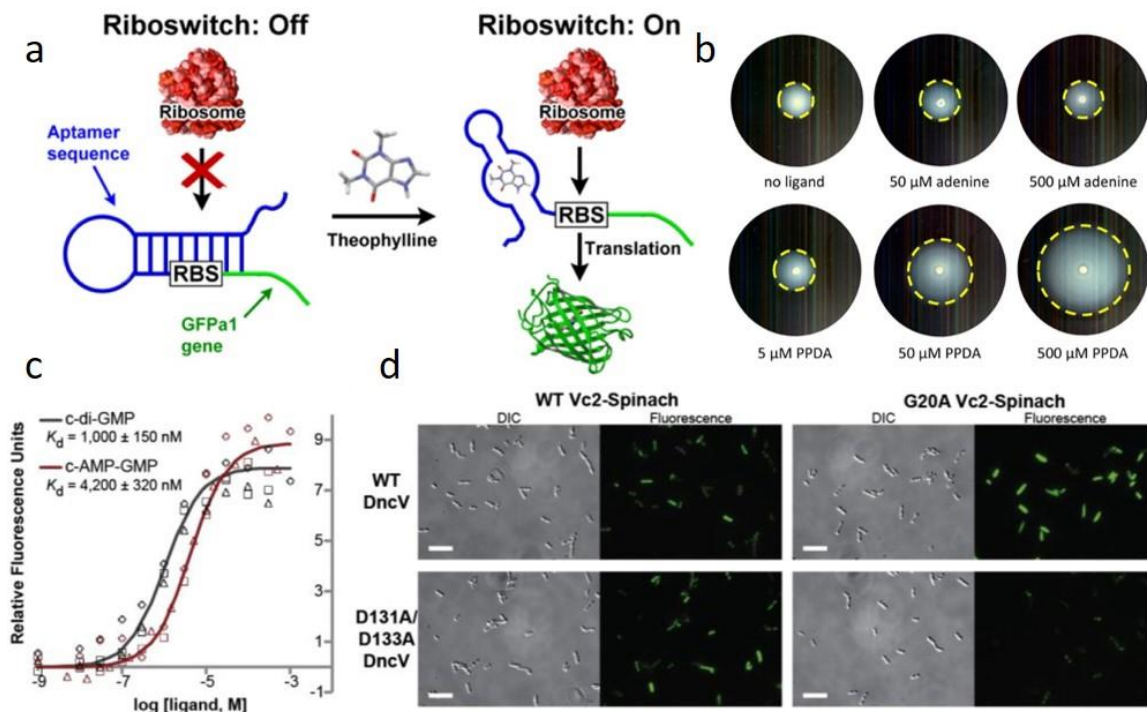 Riboswitch: Off
Riboswitch: On
a
Ribosome
Ribosome
Aptamer
sequence
Theophylline
RBS
RBS
Translation
GFPa1
gene
b
no ligand
50 µM adenine
500 µM adenine
5 µM PPDA
50 µM PPDA
500 µM PPDA
c
c-di-GMP
Kd = 1,000 ± 150 nM
c-AMP-GMP
Kd = 4,200 ± 320 nM
Relative Fluorescence Units
9
7
5
3
1
-1
-9
-7
-5
-3
log [ligand, M]
d
WT Vc2-Spinach
G20A Vc2-Spinach
DIC
Fluorescence
DIC
Fluorescence
WT
DncV
D131A/
D133A
DncV